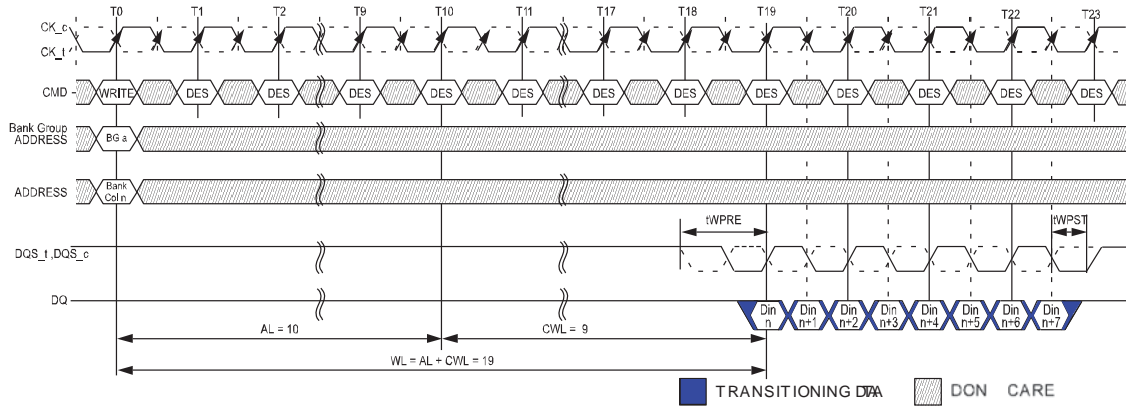 T0 T1 T2 T9 T10 T11 T17 T18 T19 T20 T21 T22 T23
CK_c
CK_t
CMD WRITE DES DES DES DES DES DES DES DES DES DES DES DES
Bank Group
ADDRESS
BG a
ADDRESS
Bank
Col n
tWPRE tWPST
DQS_t ,DQS_c
DQ
Din
n
Din
n+1
Din
n+2
Din
n+3
Din
n+4
Din
n+5
Din
n+6
Din
n+7
AL = 10 CWL = 9
WL = AL + CWL = 19
TRANSITIONING DATA DON CARE